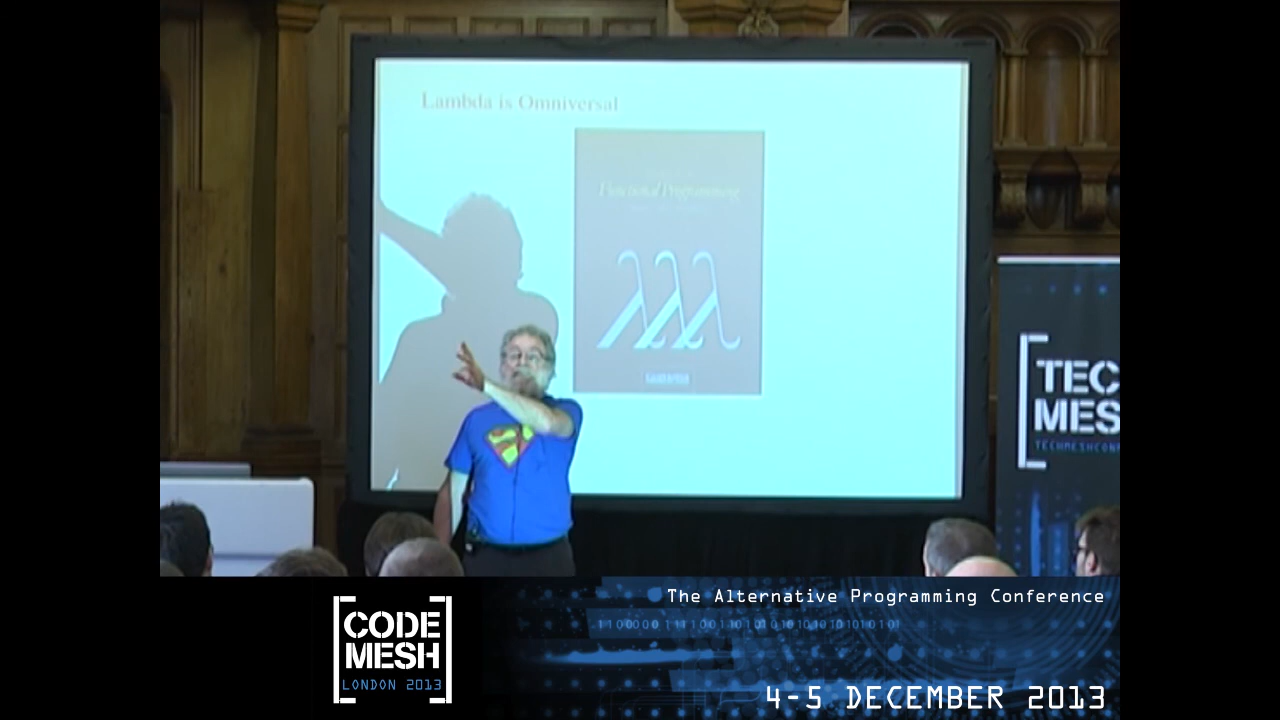 Lambda is Omniversal
Functional Programming
λλλ
TEC
MES
TECHMESHCONF
The Alternative Programming Conference
CODE
MESH
LONDON 2013
4-5 DECEMBER 2013